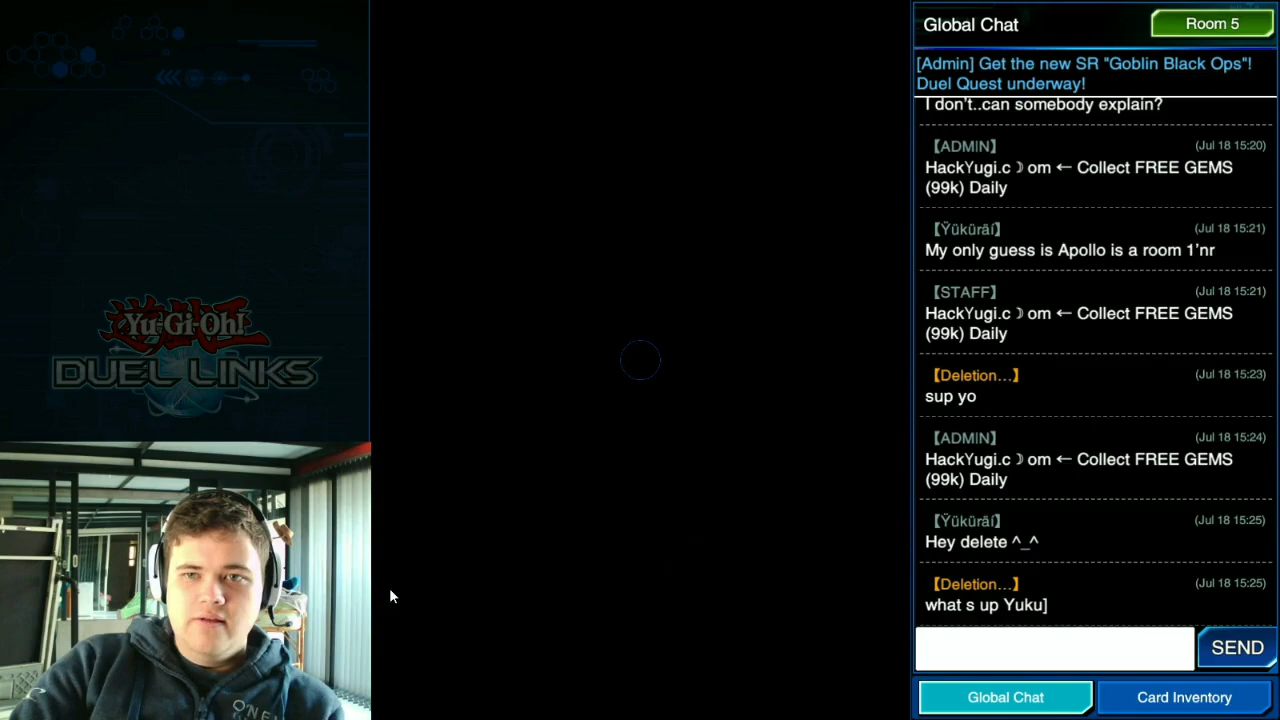 Yu-Gi-Oh!
DUEL LINKS
O'NE
Global Chat
Room 5
[Admin] Get the new SR "Goblin Black Ops"!
Duel Quest underway!
I don't..can somebody explain?
【ADMIN】
(Jul 18 15:20)
HackYugi.c☽om ← Collect FREE GEMS
(99k) Daily
【Ÿüküräí】
(Jul 18 15:21)
My only guess is Apollo is a room 1'nr
【STAFF】
(Jul 18 15:21)
HackYugi.c☽om ← Collect FREE GEMS
(99k) Daily
【Deletion…】
(Jul 18 15:23)
sup yo
【ADMIN】
(Jul 18 15:24)
HackYugi.c☽om ← Collect FREE GEMS
(99k) Daily
【Ÿüküräí】
(Jul 18 15:25)
Hey delete ^_^
【Deletion…】
(Jul 18 15:25)
what s up Yuku]
SEND
Global Chat
Card Inventory